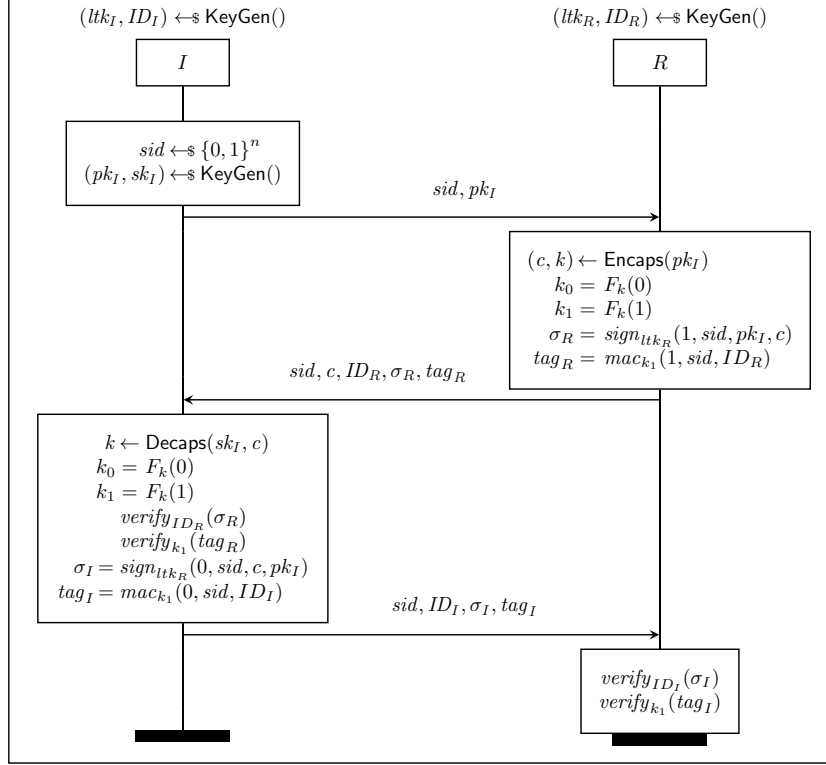 (ltk_I, ID_I) ←$ KeyGen()
(ltk_R, ID_R) ←$ KeyGen()
I
R
sid ←$ {0, 1}^n
(pk_I, sk_I) ←$ KeyGen()
sid, pk_I
(c, k) ← Encaps(pk_I)
k_0 = F_k(0)
k_1 = F_k(1)
σ_R = sign_{ltk_R}(1, sid, pk_I, c)
tag_R = mac_{k_1}(1, sid, ID_R)
sid, c, ID_R, σ_R, tag_R
k ← Decaps(sk_I, c)
k_0 = F_k(0)
k_1 = F_k(1)
verify_{ID_R}(σ_R)
verify_{k_1}(tag_R)
σ_I = sign_{ltk_R}(0, sid, c, pk_I)
tag_I = mac_{k_1}(0, sid, ID_I)
sid, ID_I, σ_I, tag_I
verify_{ID_I}(σ_I)
verify_{k_1}(tag_I)